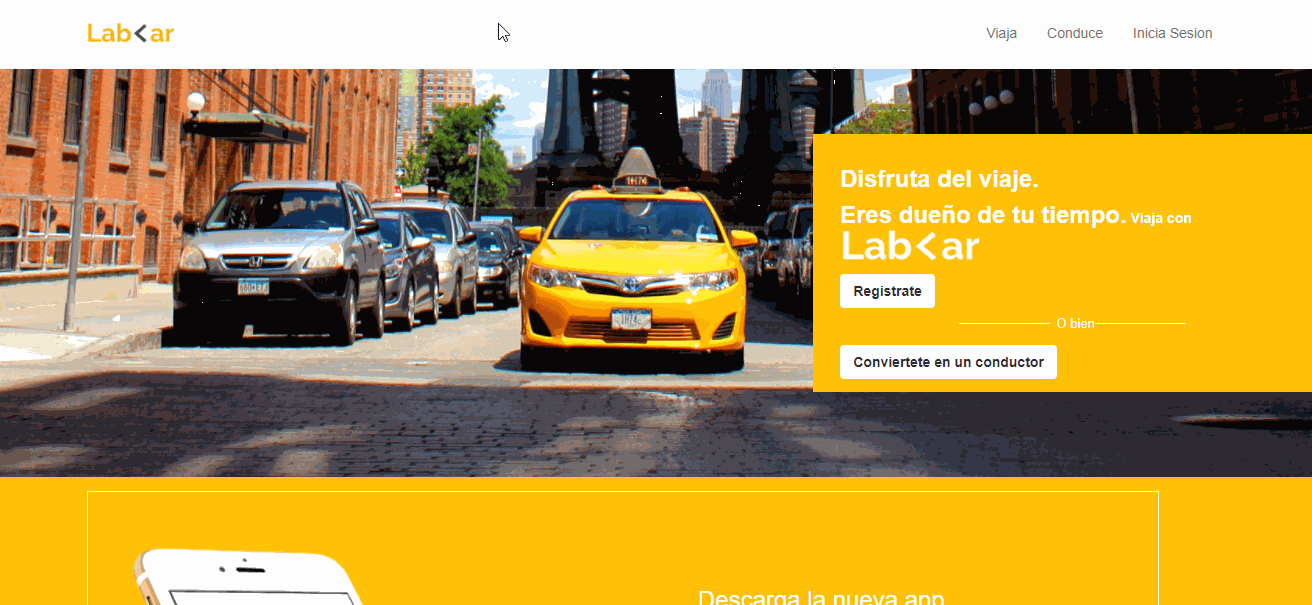 Lab<ar
Viaja Conduce Inicia Sesion
Disfruta del viaje.
Eres dueño de tu tiempo. Viaja con
Lab<ar
Registrate
O bien
Conviertete en un conductor
Descarga la nueva app